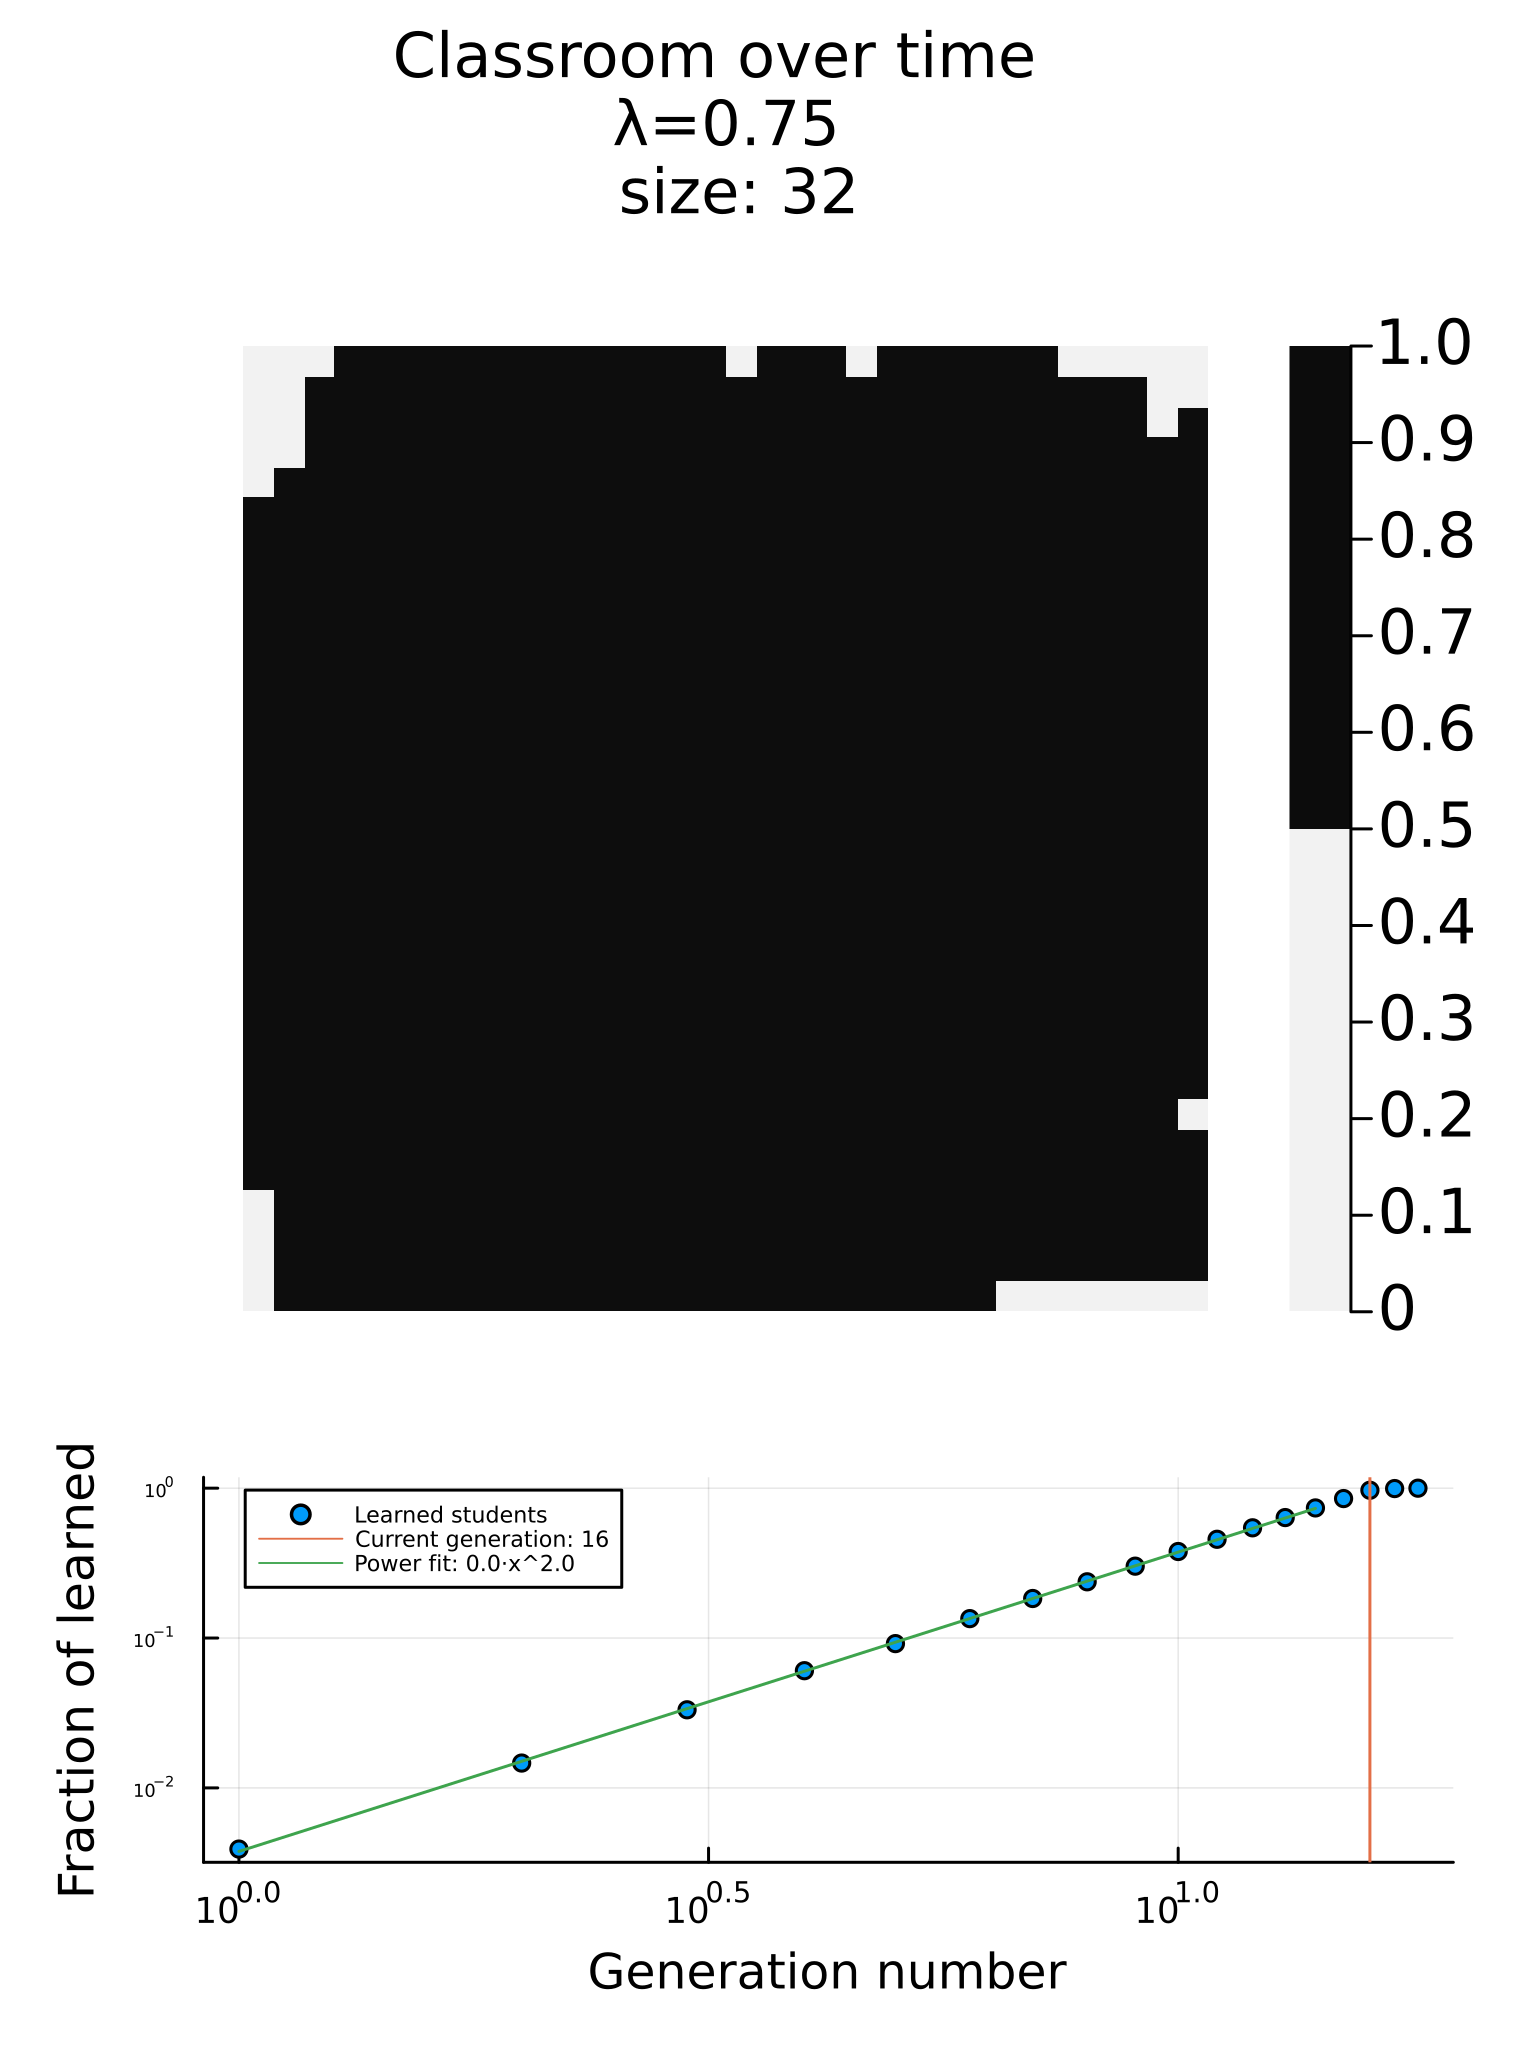 Classroom over time
λ=0.75
size: 32
1.0
0.9
0.8
0.7
0.6
0.5
0.4
0.3
0.2
0.1
0
Fraction of learned
10⁰
10⁻¹
10⁻²
Learned students
Current generation: 16
Power fit: 0.0·x^2.0
10^0.0 10^0.5 10^1.0
Generation number